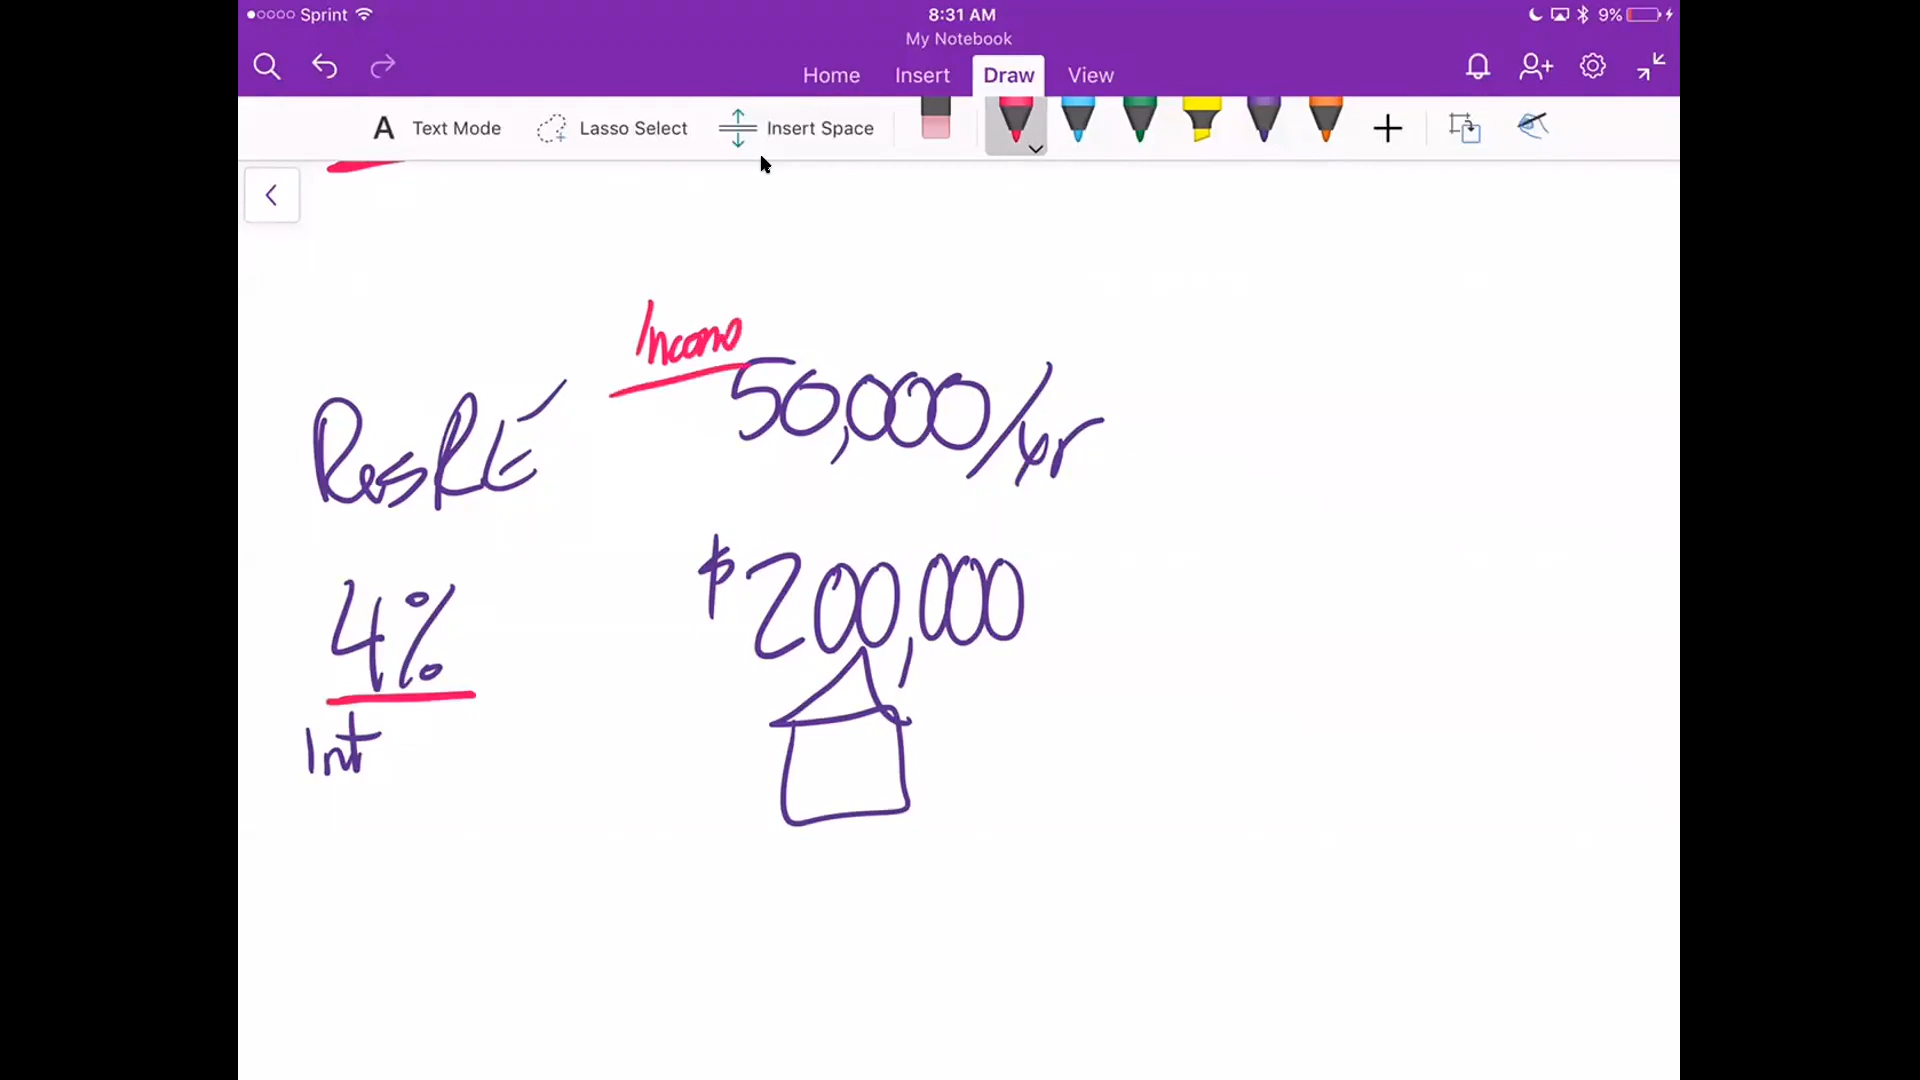 Sprint 8:31 AM 9%
My Notebook
Home Insert Draw View
A Text Mode Lasso Select Insert Space
Incom
50,000/yr
ResRE
$200,000
4%
Int